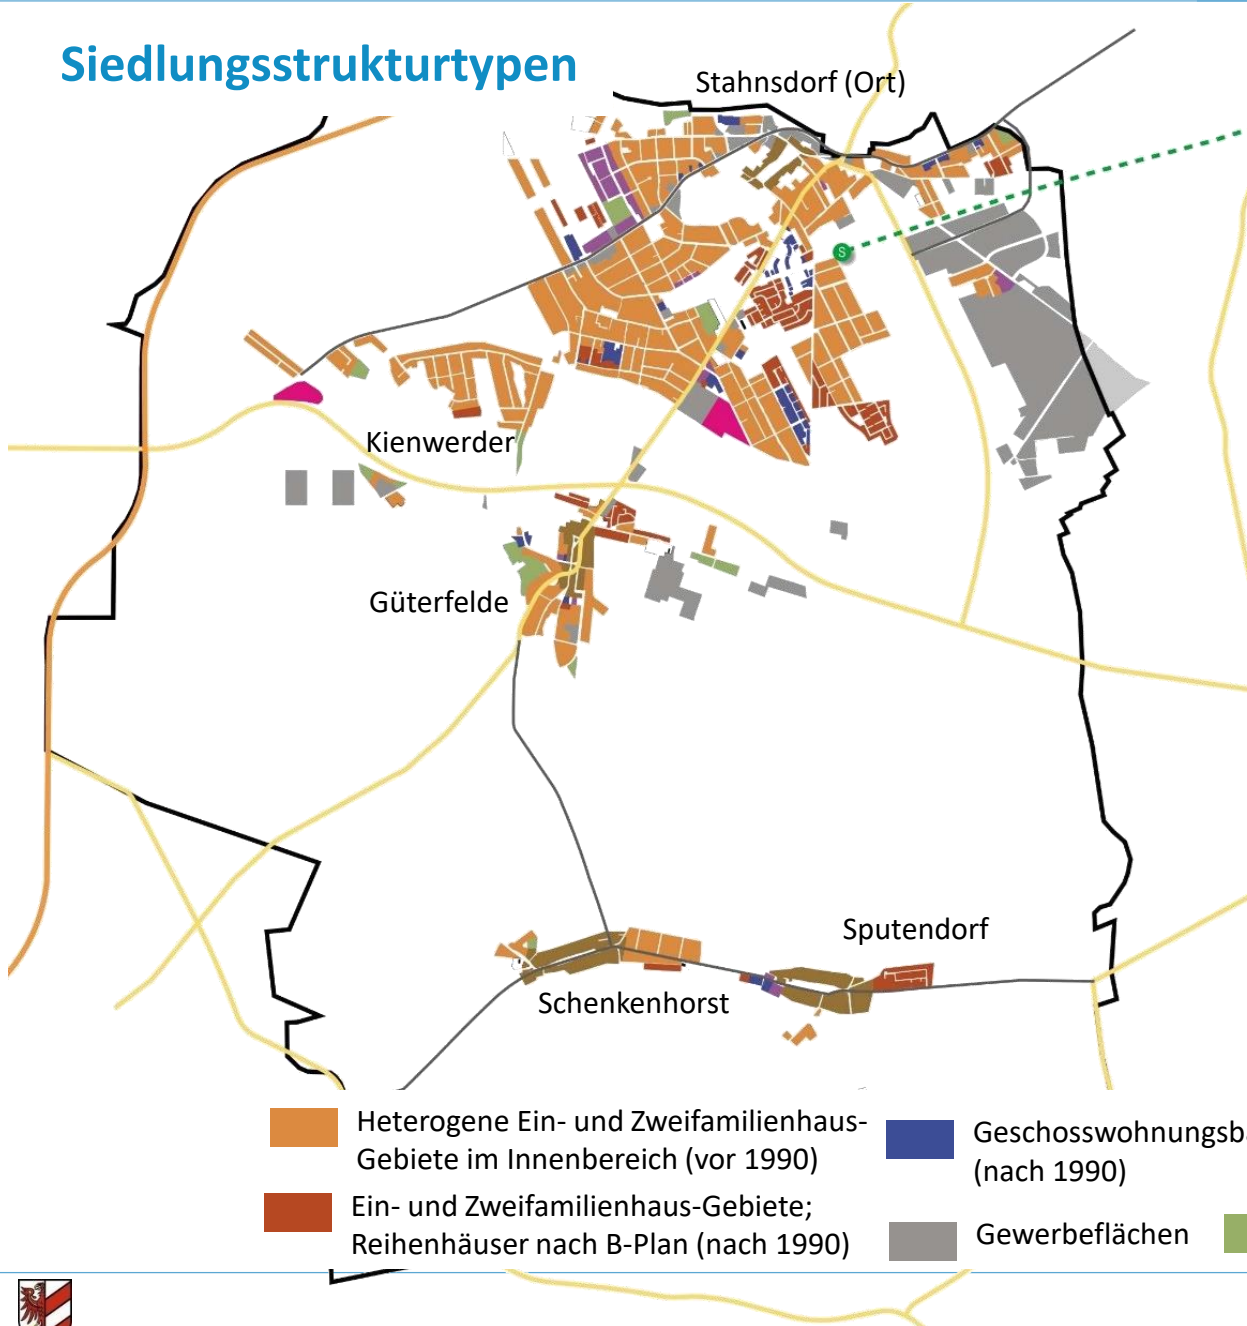 Siedlungsstrukturtypen
Stahnsdorf (Ort)
S
Kienwerder
Güterfelde
Sputendorf
Schenkenhorst
Heterogene Ein- und Zweifamilienhaus-
Gebiete im Innenbereich (vor 1990)
Ein- und Zweifamilienhaus-Gebiete;
Reihenhäuser nach B-Plan (nach 1990)
(nach 1990)
Gewerbeflächen